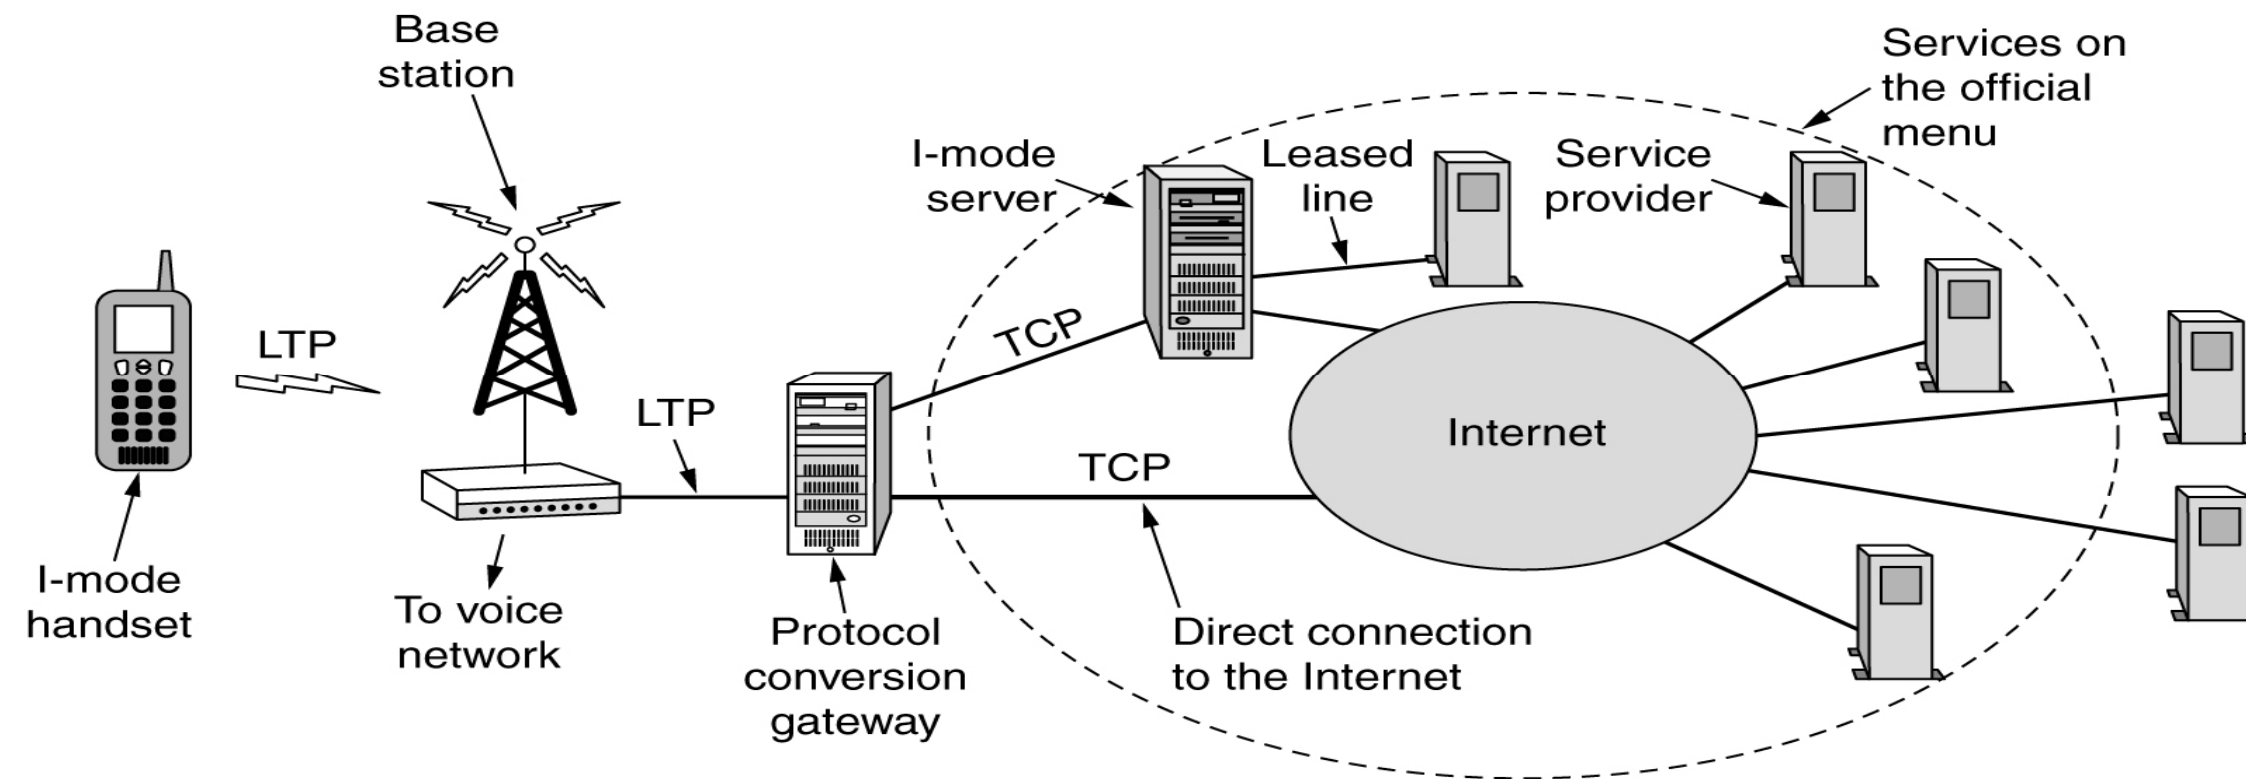 Base
station
Services on
the official
menu
I-mode
server
Leased
line
Service
provider
LTP
TCP
LTP
Internet
TCP
I-mode
handset
To voice
network
Protocol
conversion
gateway
Direct connection
to the Internet